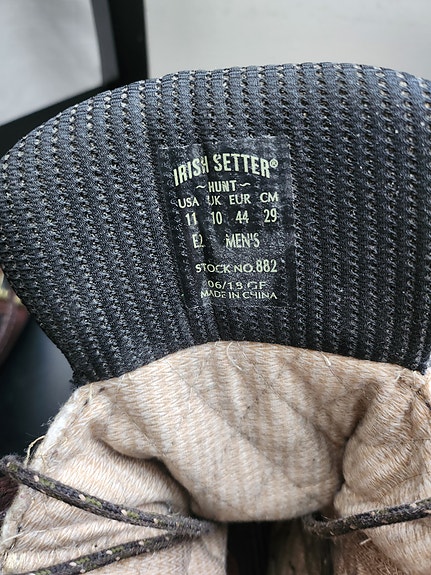 IRISH SETTER®
~HUNT~
USA UK EUR CM
11 10 44 29
E2 MEN'S
STOCK NO.882
06/19 GF
MADE IN CHINA